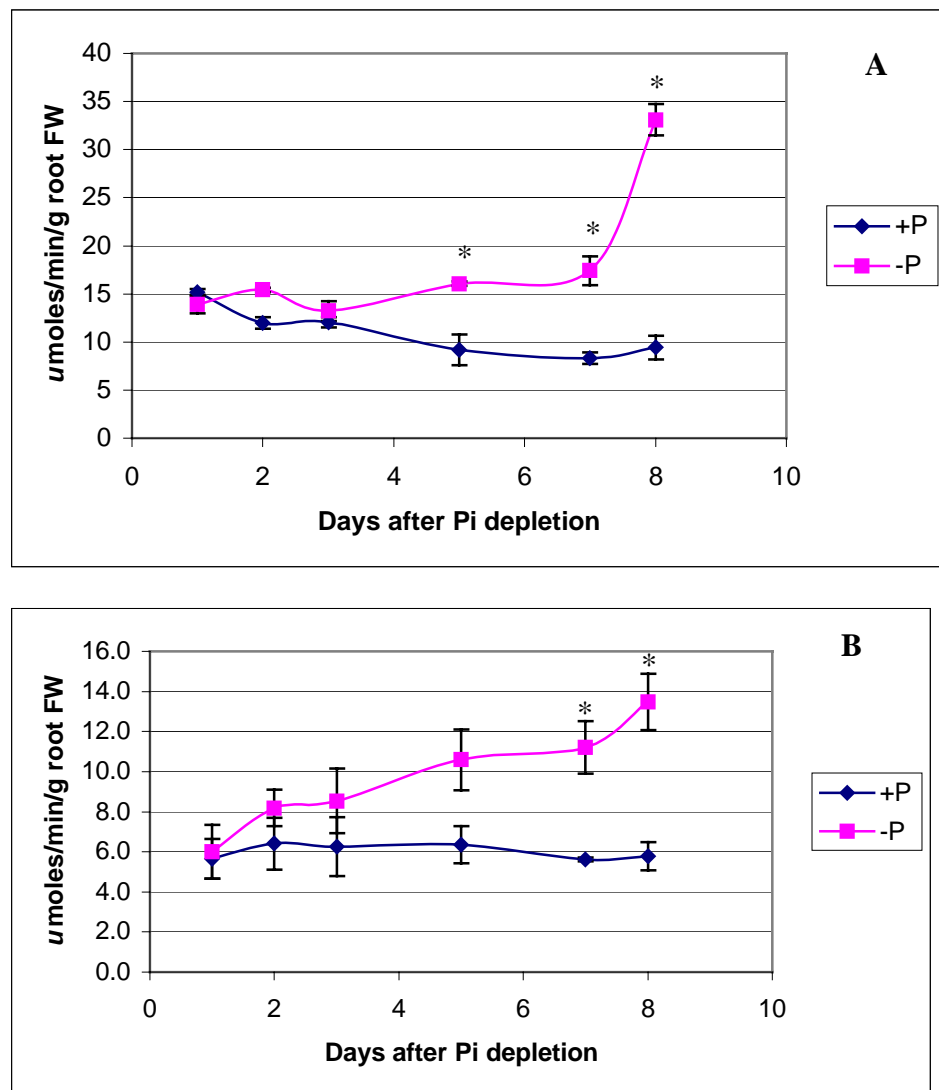 A
40
35
30
25
20
15
10
5
0
*
*
*
umoles/min/g root FW
0 2 4 6 8 10
Days after Pi depletion
+P
-P
B
16.0
14.0
12.0
10.0
8.0
6.0
4.0
2.0
0.0
*
*
umoles/min/g root FW
0 2 4 6 8 10
Days after Pi depletion
+P
-P